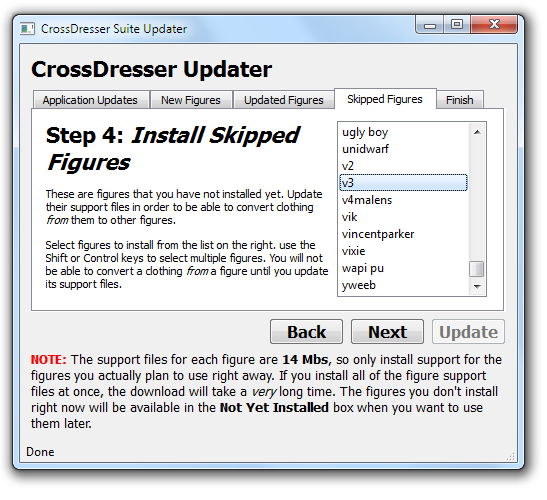 CrossDresser Suite Updater
CrossDresser Updater
Application Updates New Figures Updated Figures Skipped Figures Finish
Step 4: Install Skipped
Figures
These are figures that you have not installed yet. Update
their support files in order to be able to convert clothing
from them to other figures.
Select figures to install from the list on the right. use the
Shift or Control keys to select multiple figures. You will not
be able to convert a clothing from a figure until you update
its support files.
ugly boy
unidwarf
v2
v3
v4malens
vik
vincentparker
vixie
wapi pu
yweeb
Back Next Update
NOTE: The support files for each figure are 14 Mbs, so only install support for the
figures you actually plan to use right away. If you install all of the figure support
files at once, the download will take a very long time. The figures you don't install
right now will be available in the Not Yet Installed box when you want to use
them later.
Done